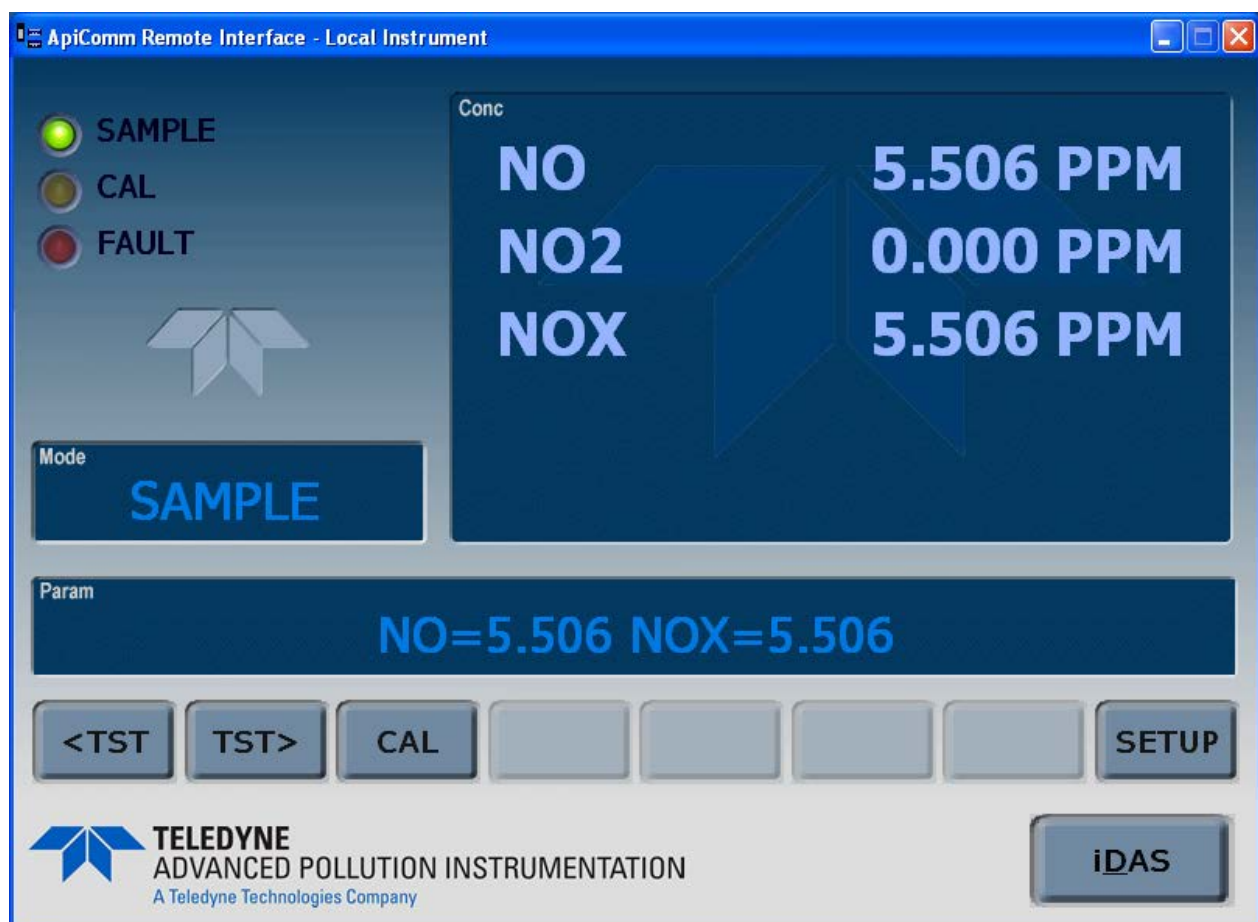 ApiComm Remote Interface - Local Instrument
SAMPLE
CAL
FAULT
Conc
NO 5.506 PPM
NO2 0.000 PPM
NOX 5.506 PPM
Mode
SAMPLE
Param
NO=5.506 NOX=5.506
<TST TST> CAL SETUP
TELEDYNE
ADVANCED POLLUTION INSTRUMENTATION
A Teledyne Technologies Company
iDAS